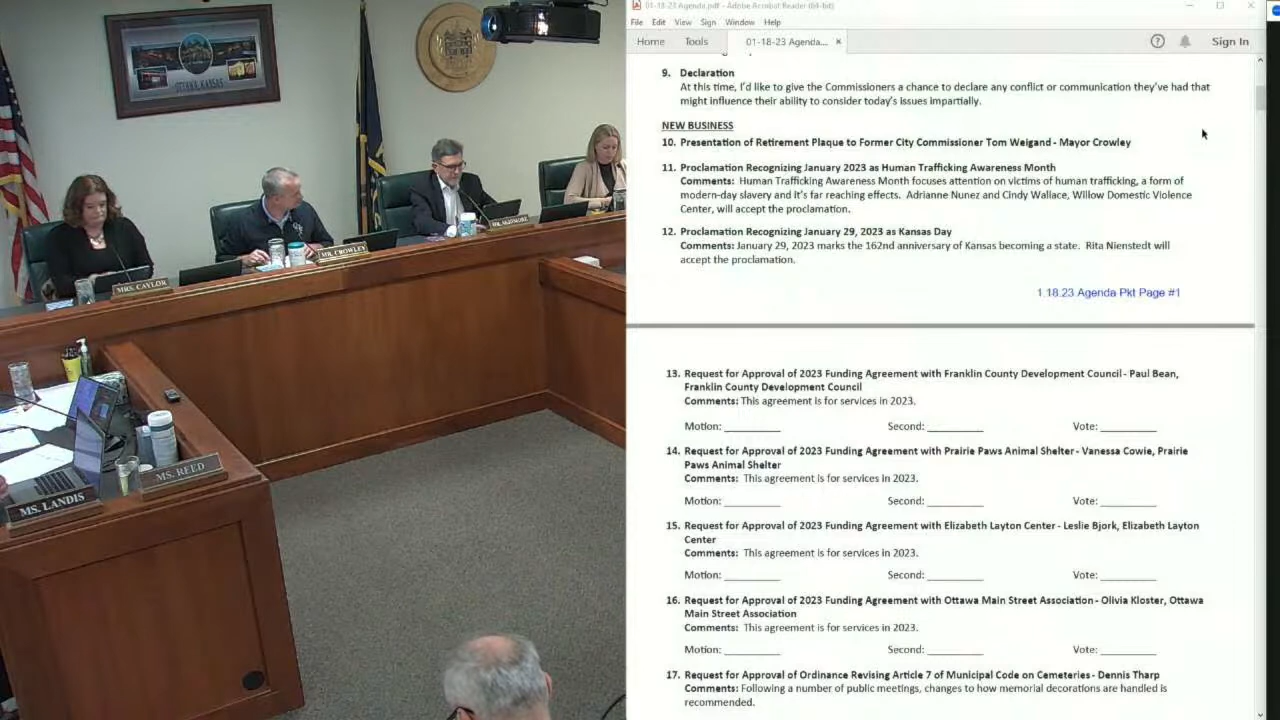 OTTAWA, KANSAS
MRS. CAYLOR
MR. CROWLEY
MR. SKIDMORE
MS. LANDIS
MS. REED
01-18-23 Agenda.pdf - Adobe Acrobat Reader (64-bit)
File Edit View Sign Window Help
Home Tools 01-18-23 Agenda... × Sign In
9. Declaration
At this time, I'd like to give the Commissioners a chance to declare any conflict or communication they've had that
might influence their ability to consider today's issues impartially.
NEW BUSINESS
10. Presentation of Retirement Plaque to Former City Commissioner Tom Weigand - Mayor Crowley
11. Proclamation Recognizing January 2023 as Human Trafficking Awareness Month
Comments: Human Trafficking Awareness Month focuses attention on victims of human trafficking, a form of
modern-day slavery and it's far reaching effects. Adrianne Nunez and Cindy Wallace, Willow Domestic Violence
Center, will accept the proclamation.
12. Proclamation Recognizing January 29, 2023 as Kansas Day
Comments: January 29, 2023 marks the 162nd anniversary of Kansas becoming a state. Rita Nienstedt will
accept the proclamation.
1.18.23 Agenda Pkt Page #1
13. Request for Approval of 2023 Funding Agreement with Franklin County Development Council - Paul Bean,
Franklin County Development Council
Comments: This agreement is for services in 2023.
Motion: __________ Second: __________ Vote: __________
14. Request for Approval of 2023 Funding Agreement with Prairie Paws Animal Shelter - Vanessa Cowie, Prairie
Paws Animal Shelter
Comments: This agreement is for services in 2023.
Motion: __________ Second: __________ Vote: __________
15. Request for Approval of 2023 Funding Agreement with Elizabeth Layton Center - Leslie Bjork, Elizabeth Layton
Center
Comments: This agreement is for services in 2023.
Motion: __________ Second: __________ Vote: __________
16. Request for Approval of 2023 Funding Agreement with Ottawa Main Street Association - Olivia Kloster, Ottawa
Main Street Association
Comments: This agreement is for services in 2023.
Motion: __________ Second: __________ Vote: __________
17. Request for Approval of Ordinance Revising Article 7 of Municipal Code on Cemeteries - Dennis Tharp
Comments: Following a number of public meetings, changes to how memorial decorations are handled is
recommended.